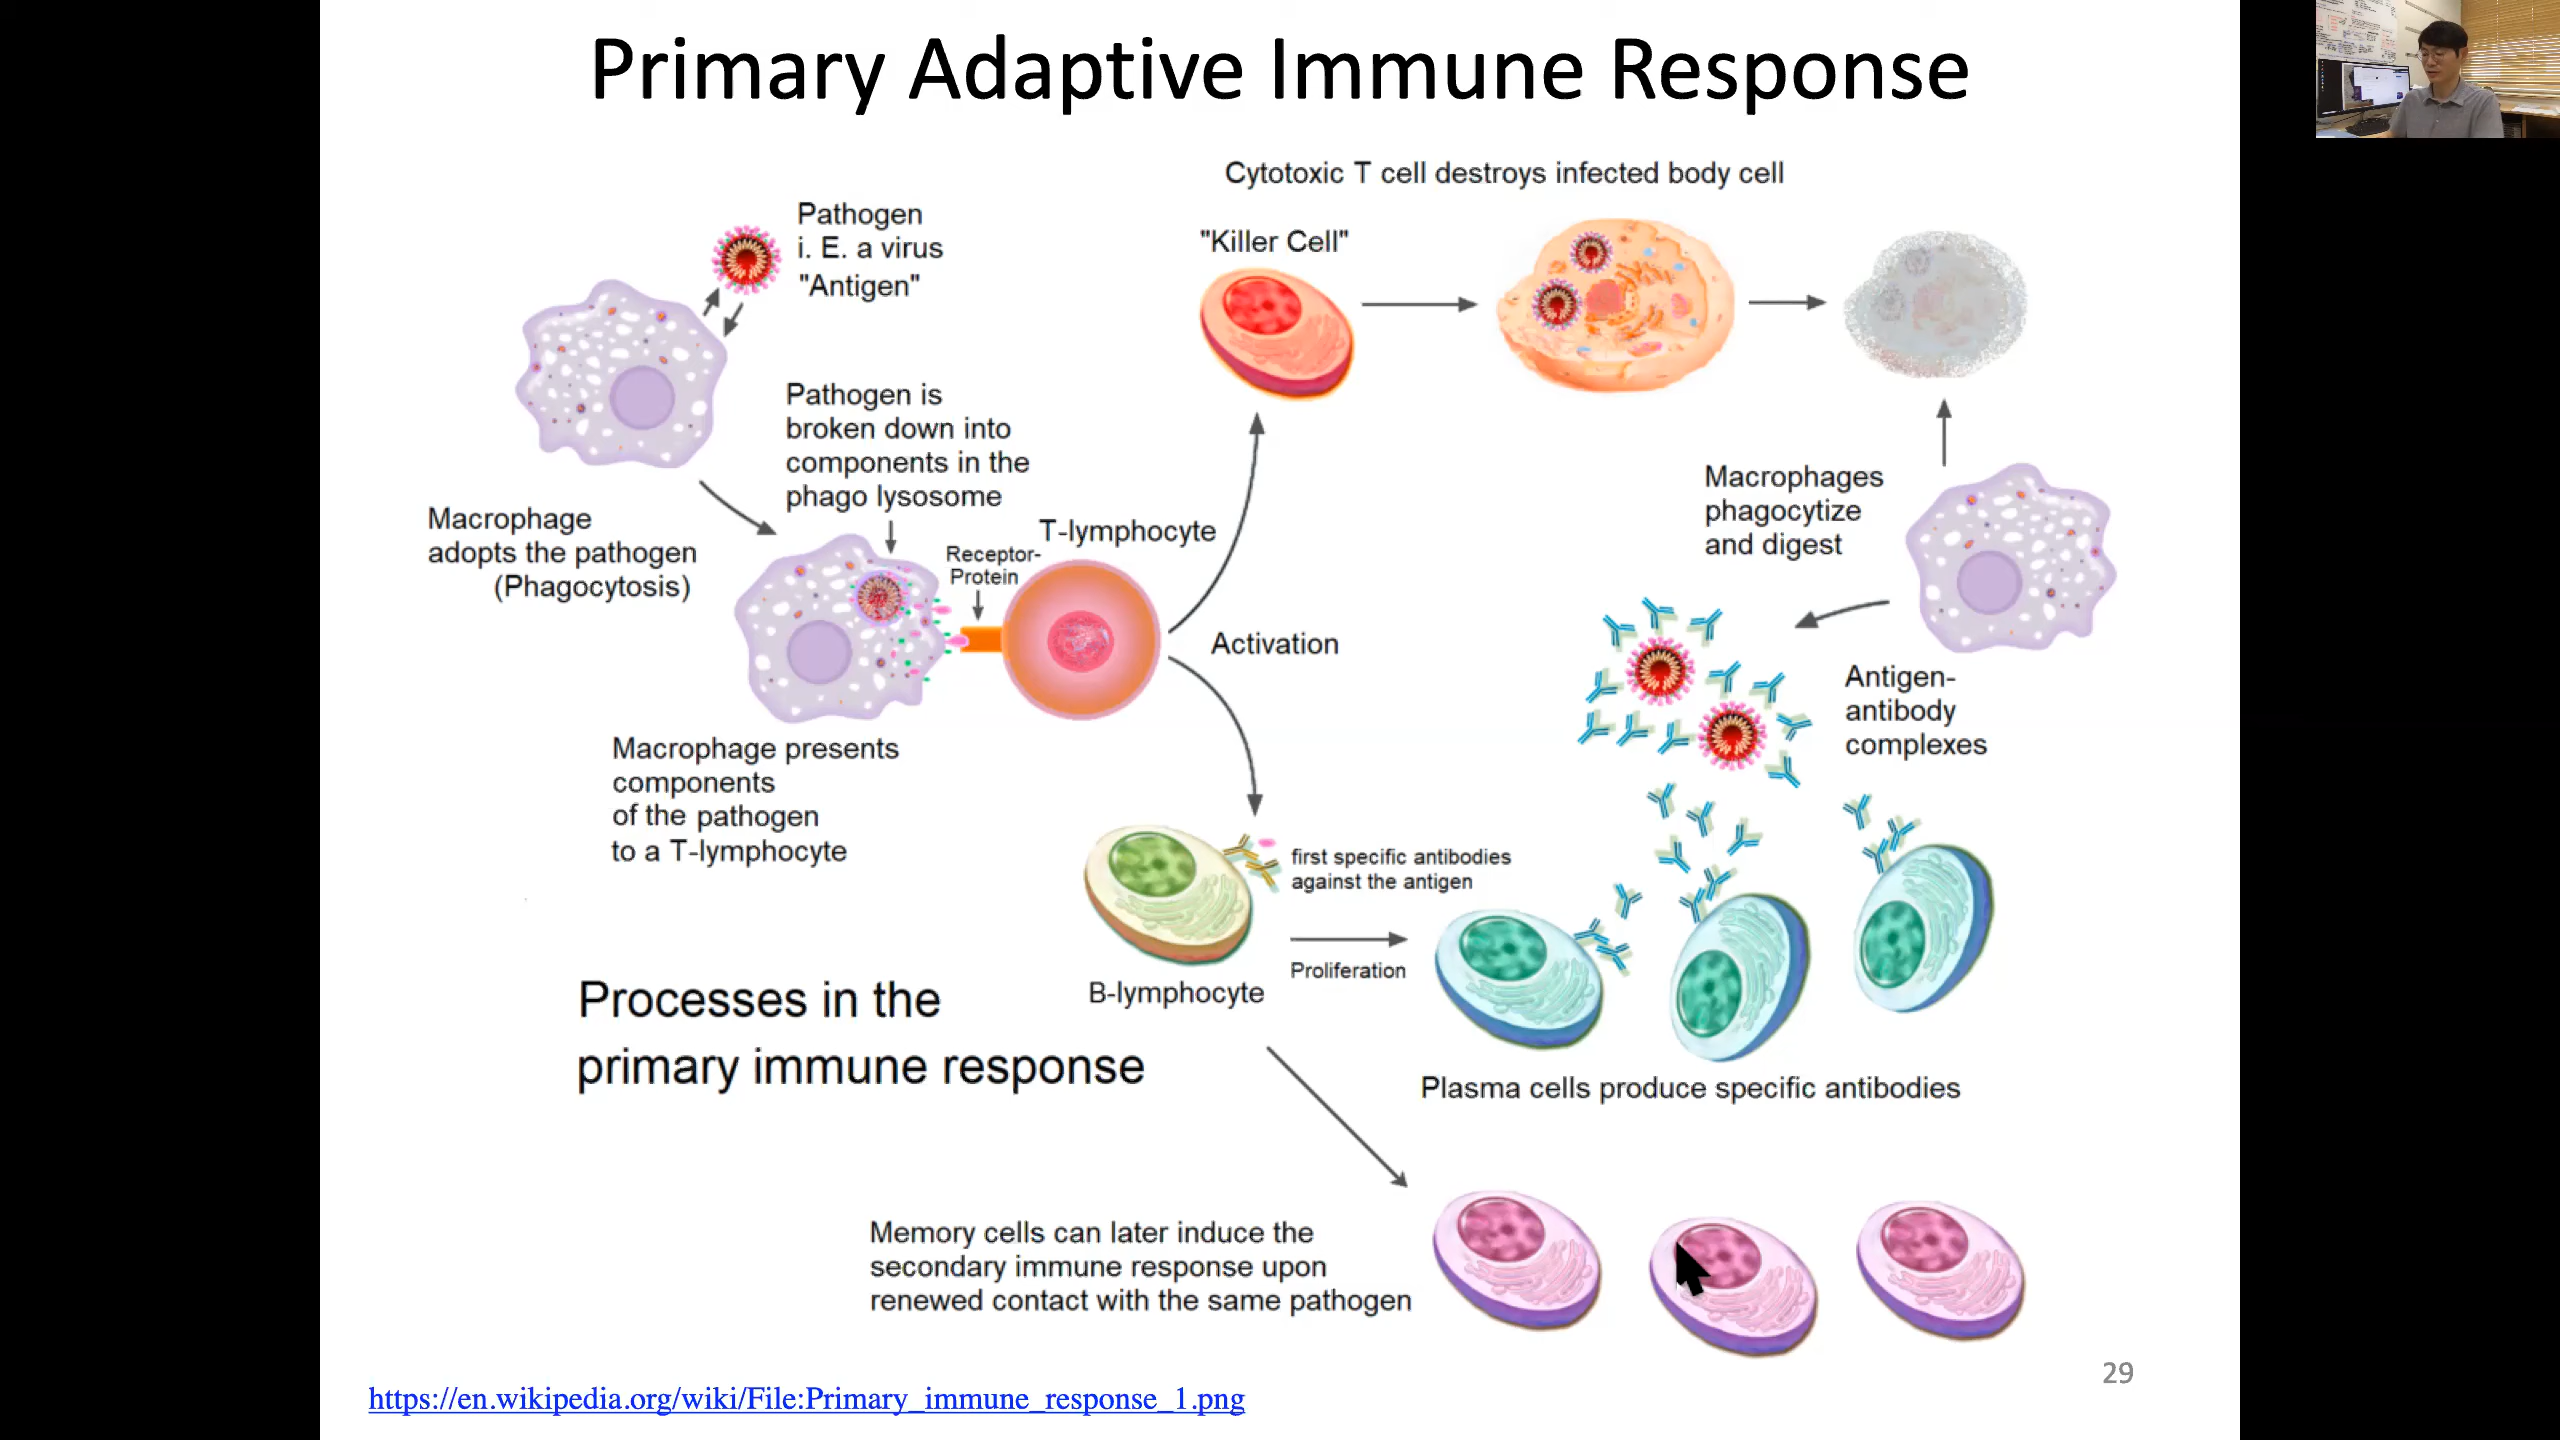 Primary Adaptive Immune Response
Cytotoxic T cell destroys infected body cell
Pathogen
i. E. a virus
"Antigen"
"Killer Cell"
Pathogen is
broken down into
components in the
phago lysosome
Macrophage
adopts the pathogen
(Phagocytosis)
Receptor-
Protein
T-lymphocyte
Macrophages
phagocytize
and digest
Activation
Antigen-
antibody
complexes
Macrophage presents
components
of the pathogen
to a T-lymphocyte
first specific antibodies
against the antigen
Proliferation
B-lymphocyte
Processes in the
primary immune response
Plasma cells produce specific antibodies
Memory cells can later induce the
secondary immune response upon
renewed contact with the same pathogen
29
https://en.wikipedia.org/wiki/File:Primary_immune_response_1.png